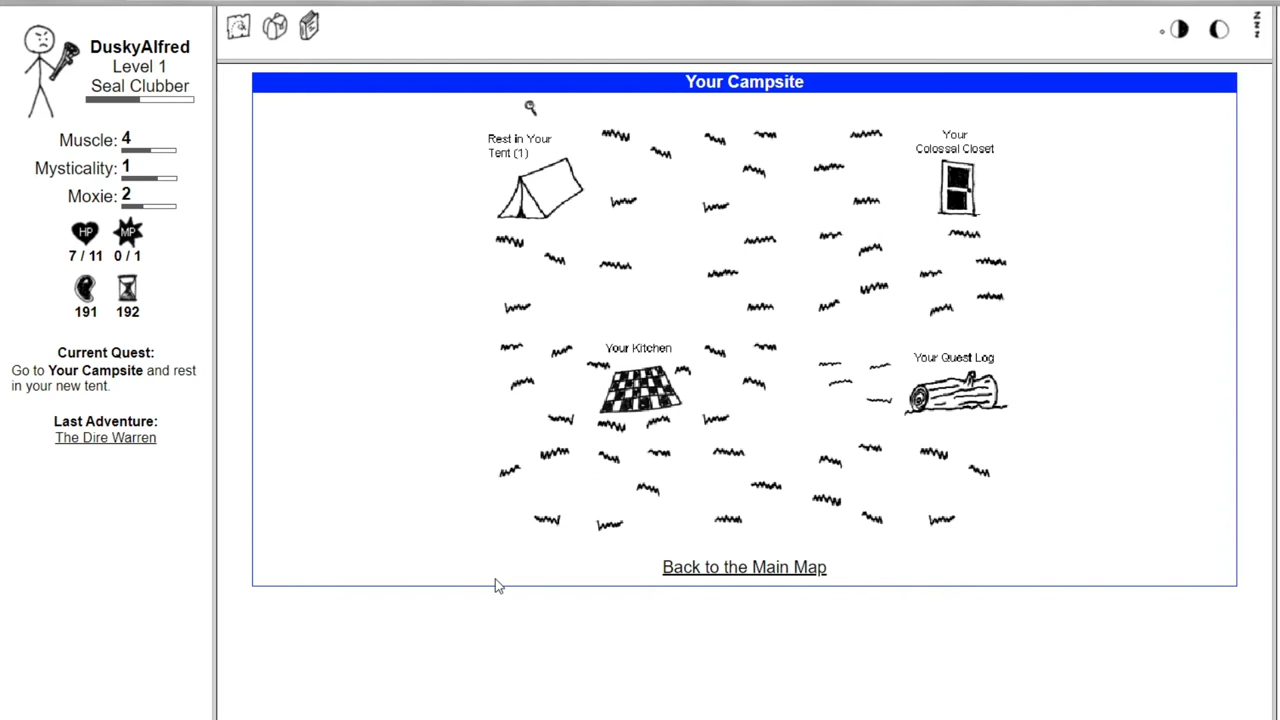 DuskyAlfred
Level 1
Seal Clubber
Muscle: 4
Mysticality: 1
Moxie: 2
HP MP
7 / 11 0 / 1
191 192
Current Quest:
Go to Your Campsite and rest
in your new tent.
Last Adventure:
The Dire Warren
z z z
Your Campsite
Rest in Your
Tent (1)
Your
Colossal Closet
Your Kitchen
Your Quest Log
Back to the Main Map